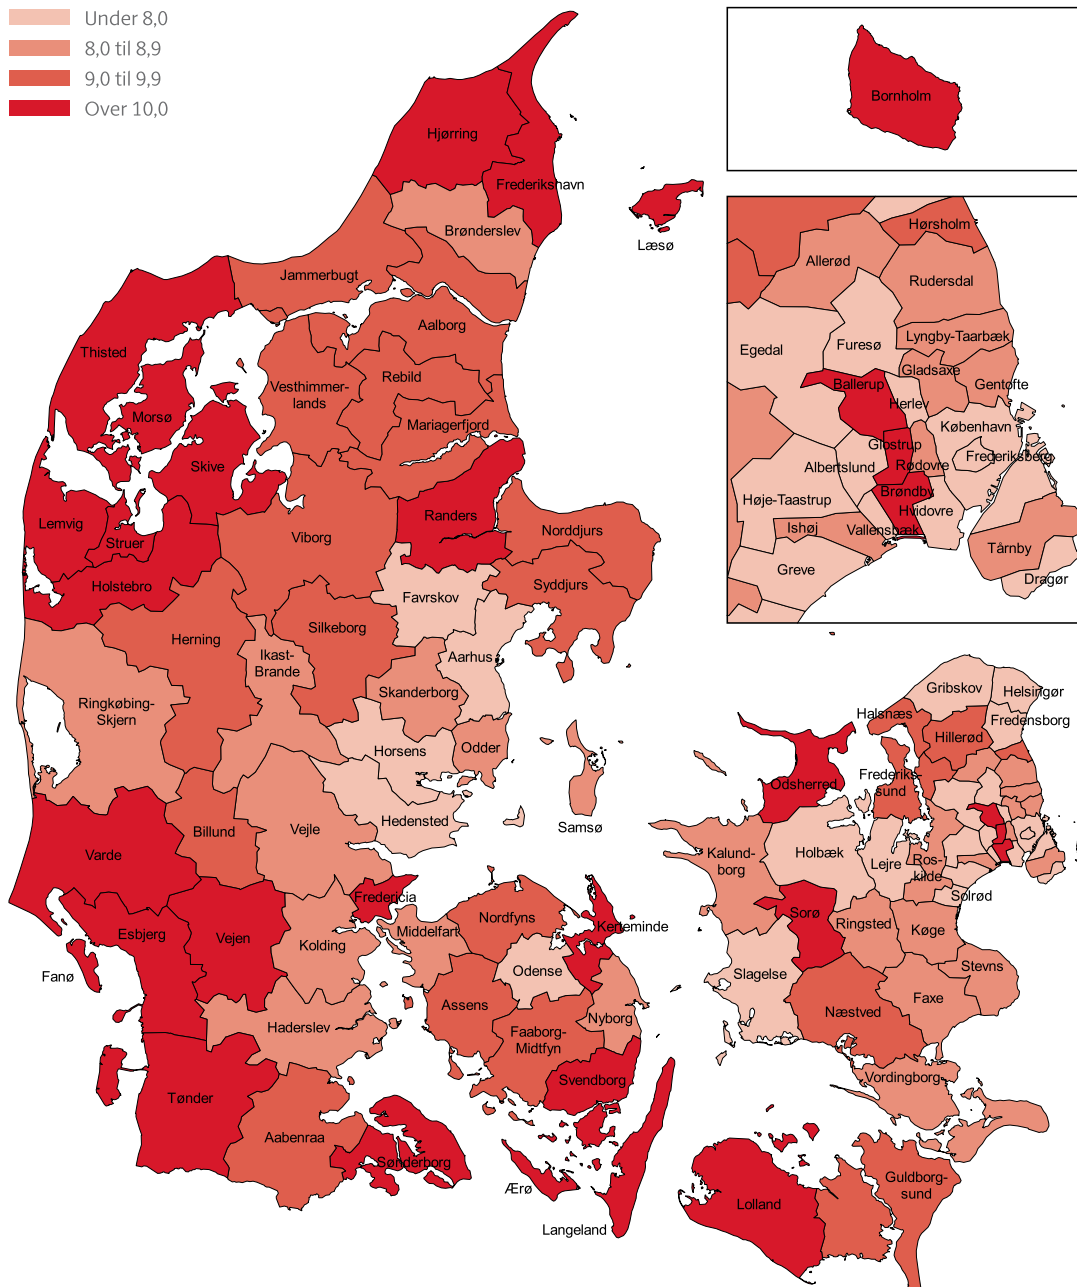 Under 8,0
8,0 til 8,9
9,0 til 9,9
Over 10,0
Bornholm
Hjørring
Frederikshavn
Brønderslev
Læsø
Jammerbugt
Aalborg
Thisted
Rebild
Vesthimmer-
lands
Morsø
Mariagerfjord
Skive
Lemvig
Struer
Holstebro
Viborg
Randers
Norddjurs
Syddjurs
Favrskov
Silkeborg
Herning
Ikast-
Brande
Aarhus
Skanderborg
Ringkøbing-
Skjern
Horsens
Odder
Samsø
Hedensted
Billund
Vejle
Varde
Fredericia
Esbjerg
Vejen
Kolding
Fanø
Haderslev
Tønder
Aabenraa
Sønderborg
Middelfart
Nordfyns
Kerteminde
Odense
Assens
Nyborg
Faaborg-
Midtfyn
Svendborg
Ærø
Langeland
Hørsholm
Allerød
Rudersdal
Egedal
Furesø
Lyngby-Taarbæk
Gladsaxe
Gentofte
Ballerup
Herlev
København
Glostrup
Frederiksberg
Albertslund
Rødovre
Høje-Taastrup
Brøndby
Hvidovre
Ishøj
Vallensbæk
Greve
Tårnby
Dragør
Gribskov
Helsingør
Halsnæs
Fredensborg
Hillerød
Frederiks-
sund
Odsherred
Kalund-
borg
Holbæk
Lejre
Ros-
kilde
Solrød
Sorø
Ringsted
Køge
Stevns
Slagelse
Faxe
Næstved
Vordingborg
Guldborg-
sund
Lolland